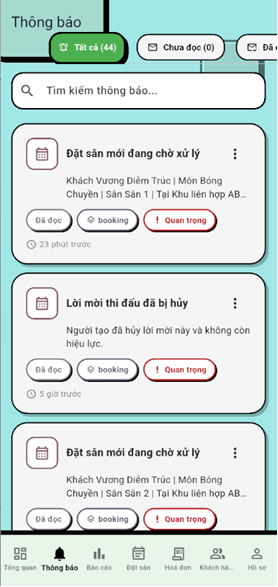 Thông báo
Tất cả (44)
Chưa đọc (0)
Đã
Tìm kiếm thông báo...
Đặt sân mới đang chờ xử lý
Khách Vương Diễm Trúc | Môn Bóng
Chuyền | Sân Sân 1 | Tại Khu liên hợp AB...
Đã đọc
booking
! Quan trọng
23 phút trước
Lời mời thi đấu đã bị hủy
Người tạo đã hủy lời mời này và không còn
hiệu lực.
Đã đọc
booking
! Quan trọng
5 giờ trước
Đặt sân mới đang chờ xử lý
Khách Vương Diễm Trúc | Môn Bóng
Chuyền | Sân Sân 2 | Tại Khu liên hợp AB...
Đã đọc
booking
! Quan trọng
Tổng quan
Thông báo
Báo cáo
Đặt sân
Hoá đơn
Khách hà...
Hồ sơ